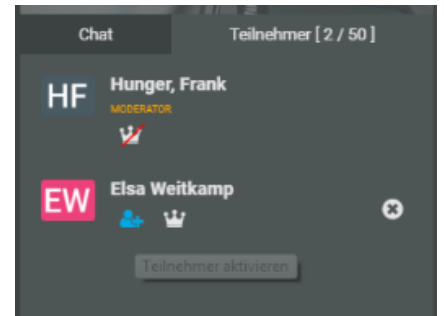 Chat
Teilnehmer [ 2 / 50 ]
HF
Hunger, Frank
MODERATOR
EW
Elsa Weitkamp
Teilnehmer aktivieren